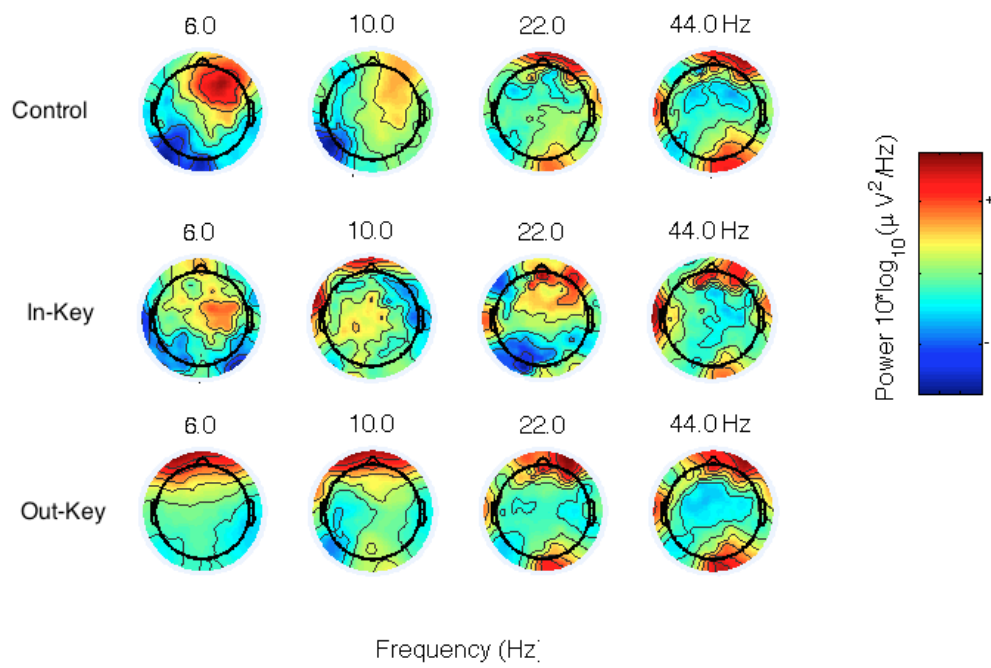 6.0 10.0 22.0 44.0 Hz
Control
6.0 10.0 22.0 44.0 Hz
In-Key
6.0 10.0 22.0 44.0 Hz
Out-Key
Power 10*log10(μ V2/Hz)
+
-
Frequency (Hz)